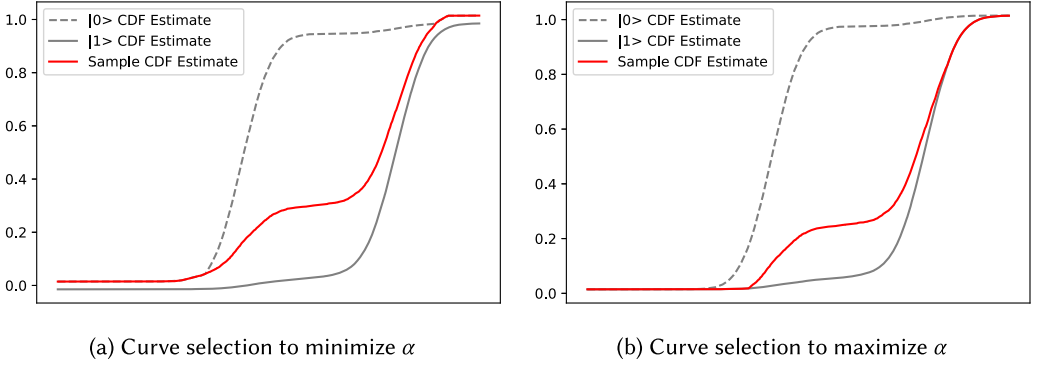 |0> CDF Estimate
|1> CDF Estimate
Sample CDF Estimate
1.0
0.8
0.6
0.4
0.2
0.0
(a) Curve selection to minimize α
|0> CDF Estimate
|1> CDF Estimate
Sample CDF Estimate
1.0
0.8
0.6
0.4
0.2
0.0
(b) Curve selection to maximize α